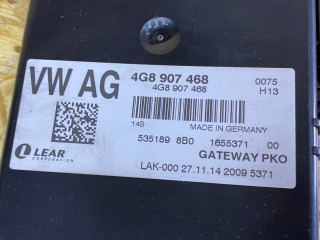 VW AG 4G8 907 468 0075
4G8 907 468 H13
14S MADE IN GERMANY
535189 8B0 1655371 00
LEAR GATEWAY PKO
CORPORATION
LAK-000 27.11.14 2009 5371